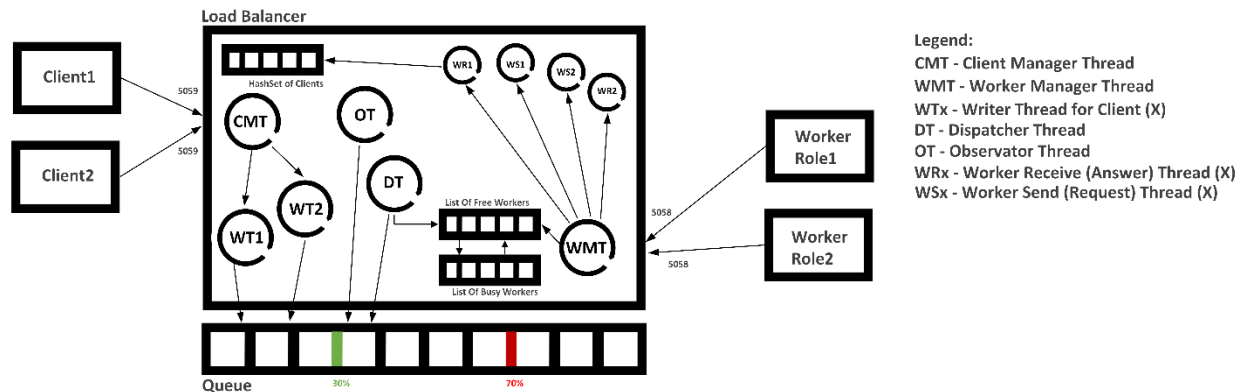 Load Balancer
Client1
5059
Client2
5059
HashSet of Clients
WR1
WS1
WS2
WR2
CMT
OT
DT
WT1
WT2
List Of Free Workers
List Of Busy Workers
WMT
5058
5058
Worker
Role1
Worker
Role2
Queue
30%
70%
Legend:
CMT - Client Manager Thread
WMT - Worker Manager Thread
WTx - Writer Thread for Client (X)
DT - Dispatcher Thread
OT - Observator Thread
WRx - Worker Receive (Answer) Thread (X)
WSx - Worker Send (Request) Thread (X)